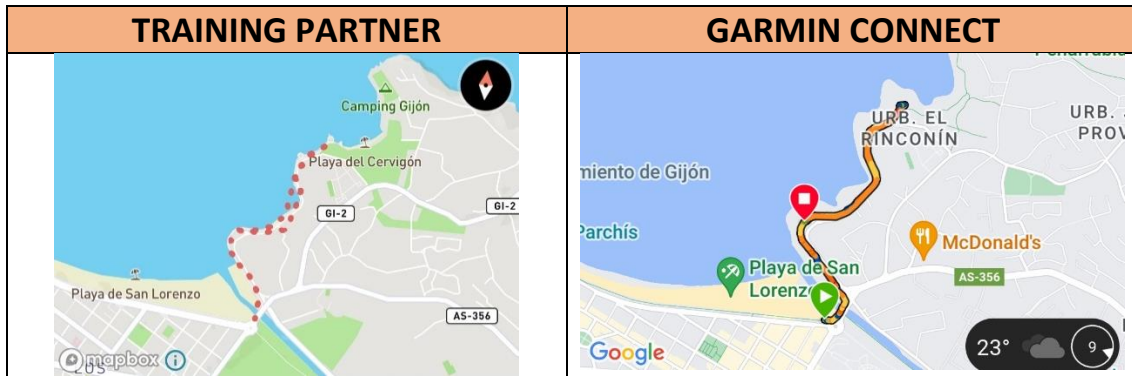 TRAINING PARTNER
GARMIN CONNECT
Camping Gijón
Playa del Cervigón
GI-2
GI-2
Playa de San Lorenzo
AS-356
mapbox
URB. EL
RINCONÍN
URB.
PROV
miento de Gijón
Parchís
McDonald's
Playa de San
Lorenzo
AS-356
Google
23°
9